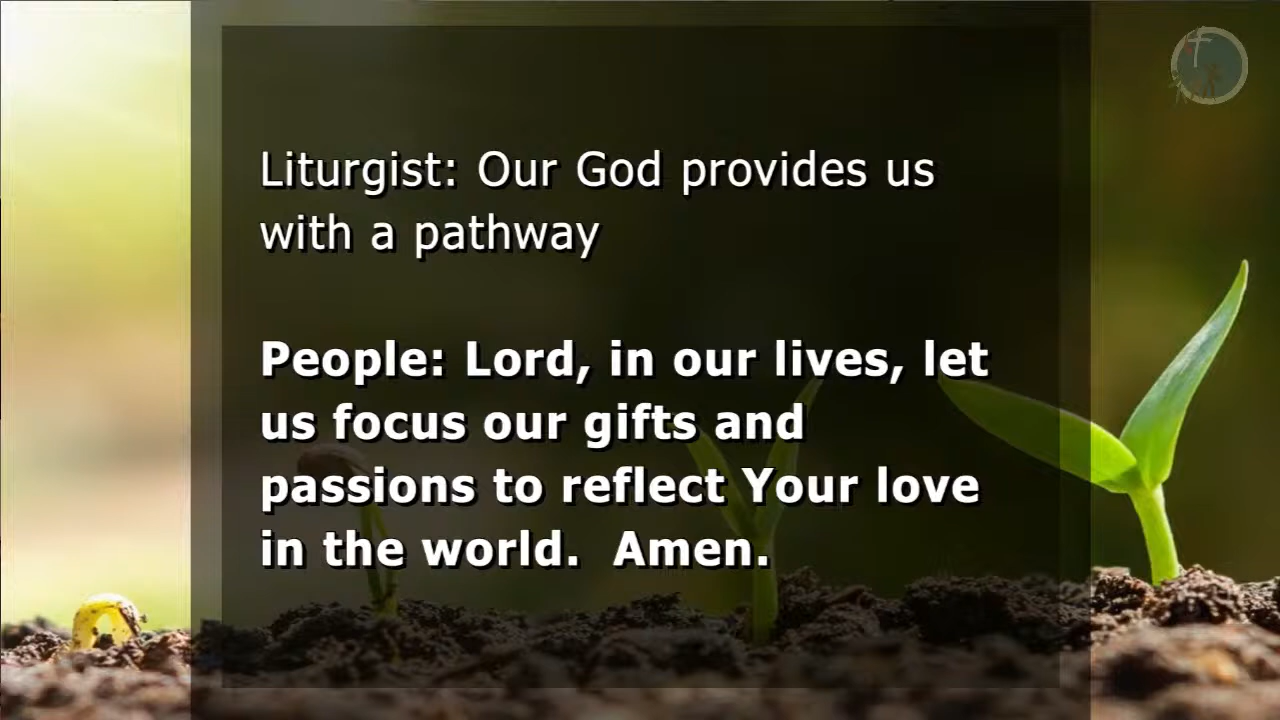 Liturgist: Our God provides us
with a pathway
People: Lord, in our lives, let
us focus our gifts and
passions to reflect Your love
in the world.  Amen.